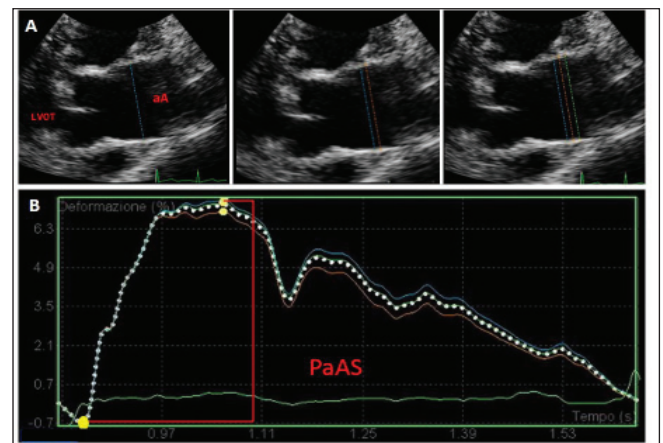 A
aA
LVOT
B
Deformazione (%)
6.3
4.9
3.5
2.1
0.7
-0.7
PaAS
Tempo (s)
0.97
1.11
1.25
1.39
1.53